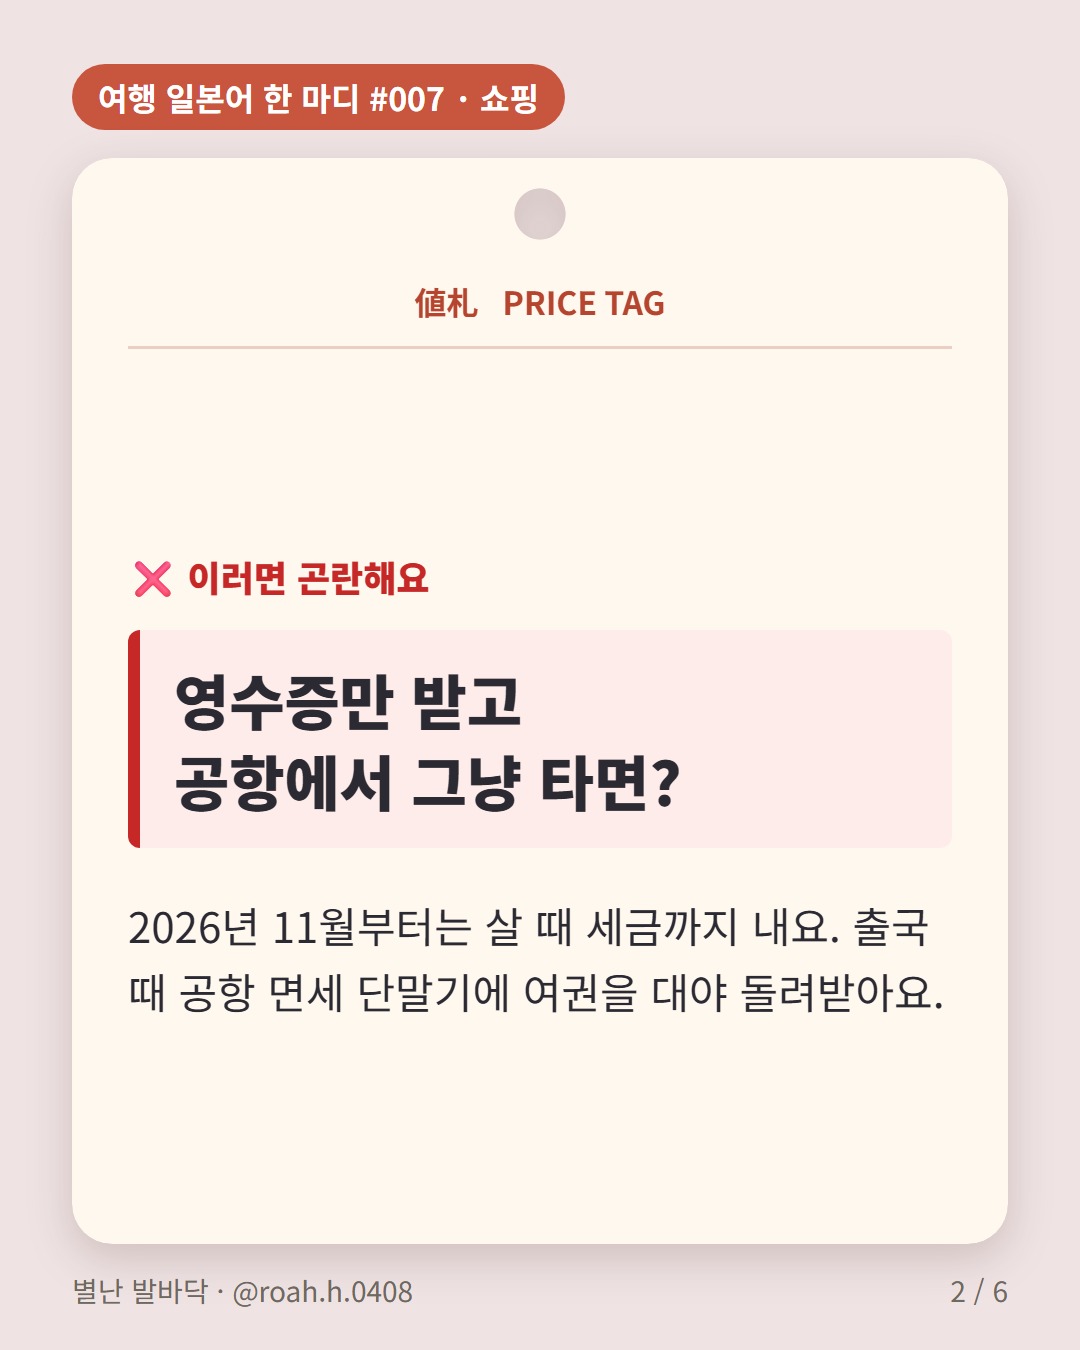 여행 일본어 한 마디 #007 · 쇼핑
値札 PRICE TAG
❌ 이러면 곤란해요
영수증만 받고
공항에서 그냥 타면?
2026년 11월부터는 살 때 세금까지 내요. 출국
때 공항 면세 단말기에 여권을 대야 돌려받아요.
별난 발바닥 · @roah.h.0408
2 / 6